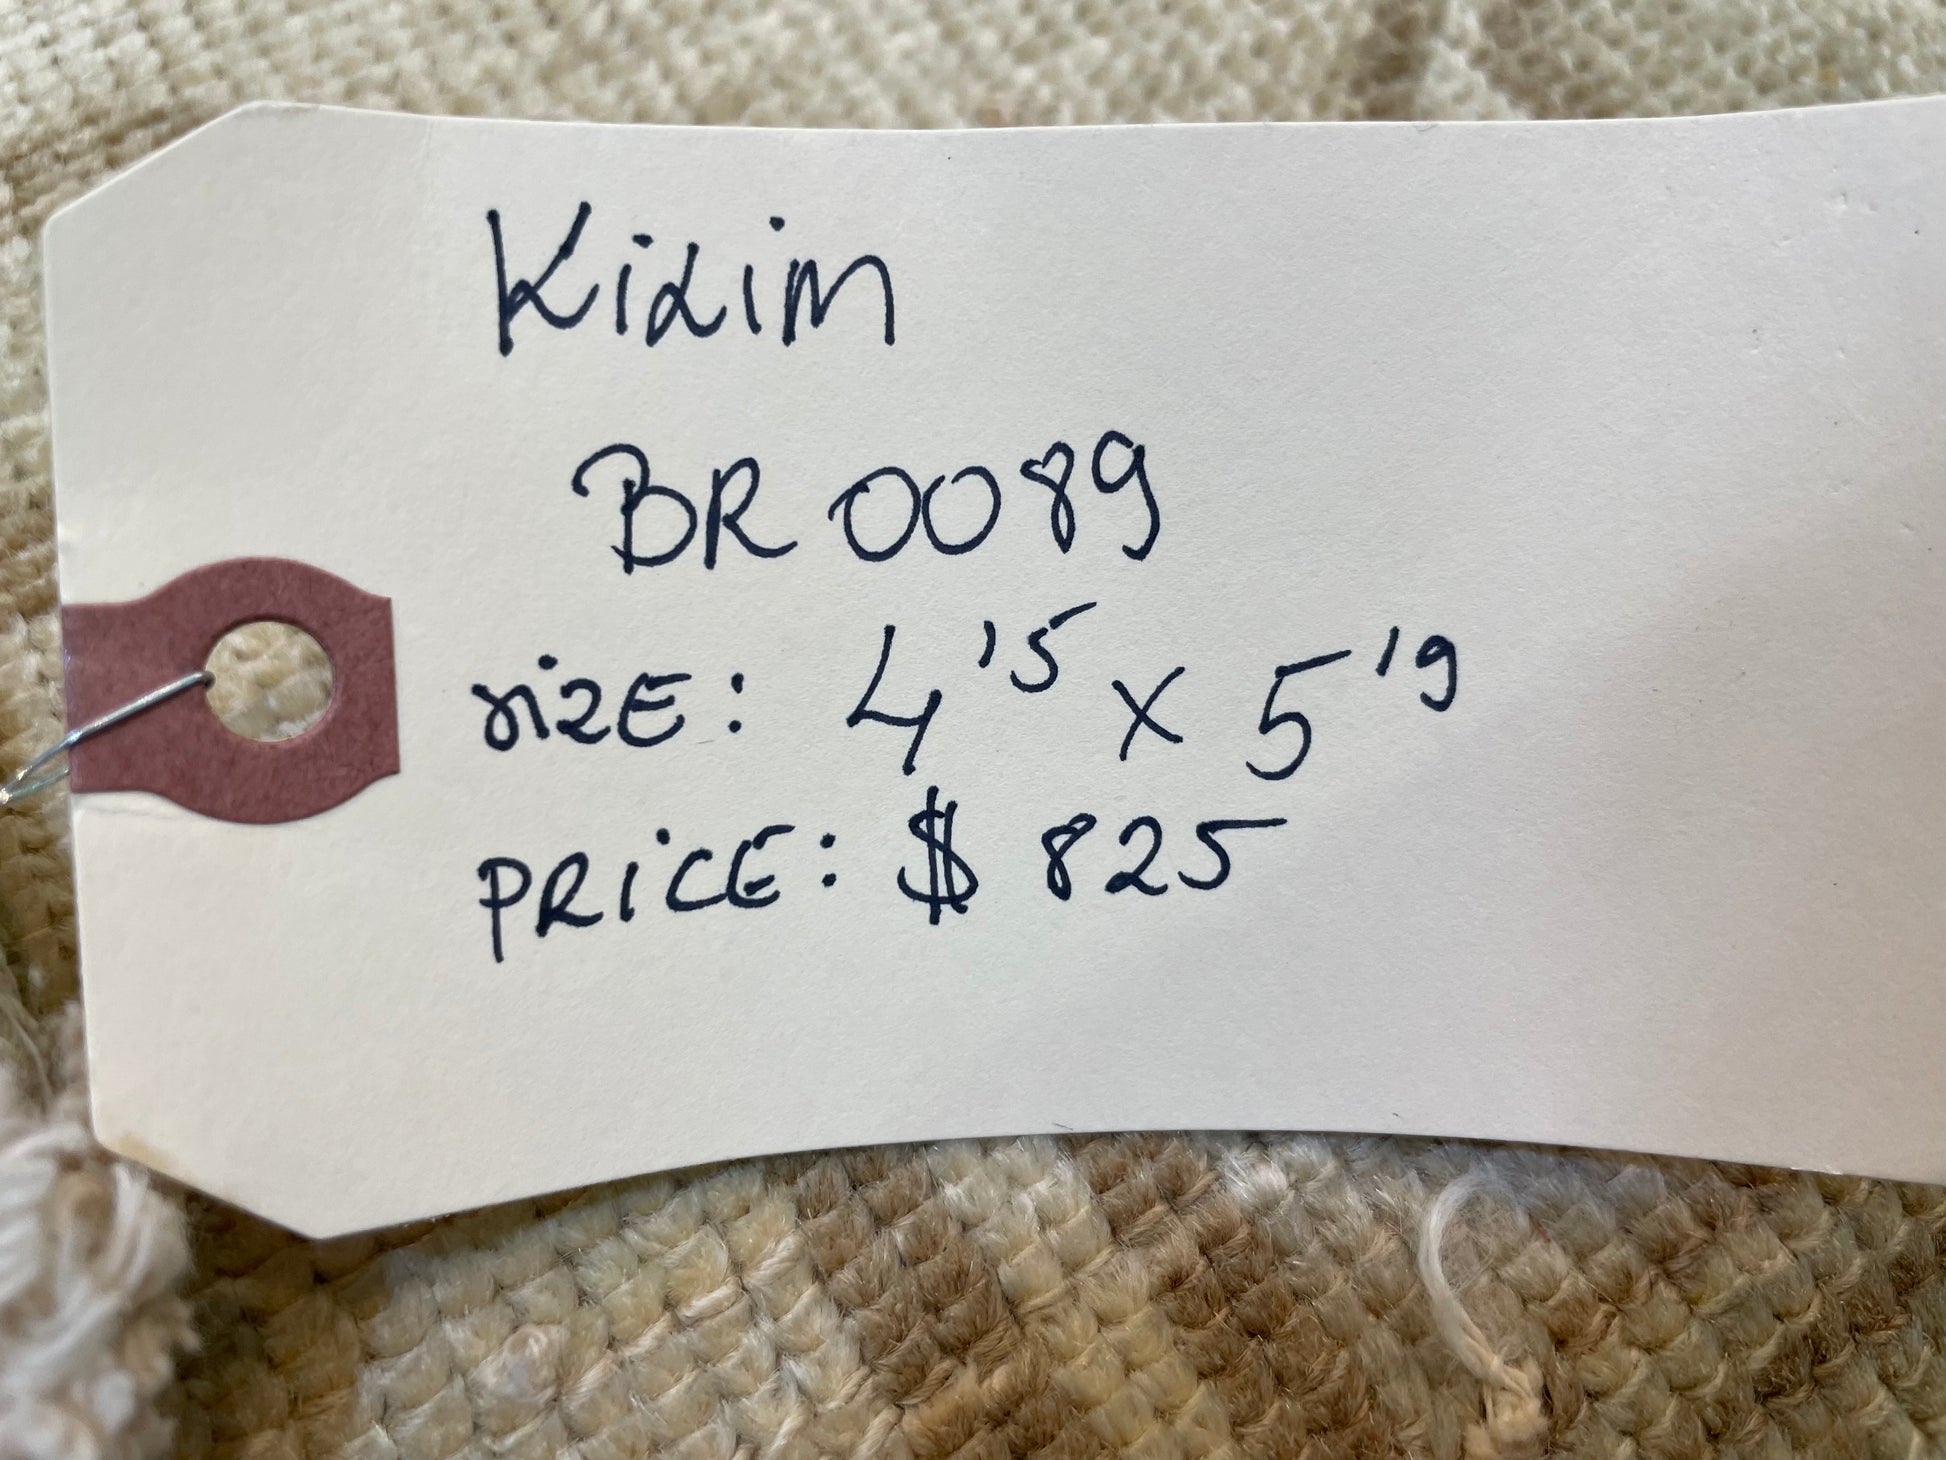 Kilim
BR 0089
SIZE: 4'5 x 5'9
PRiCE: $ 825